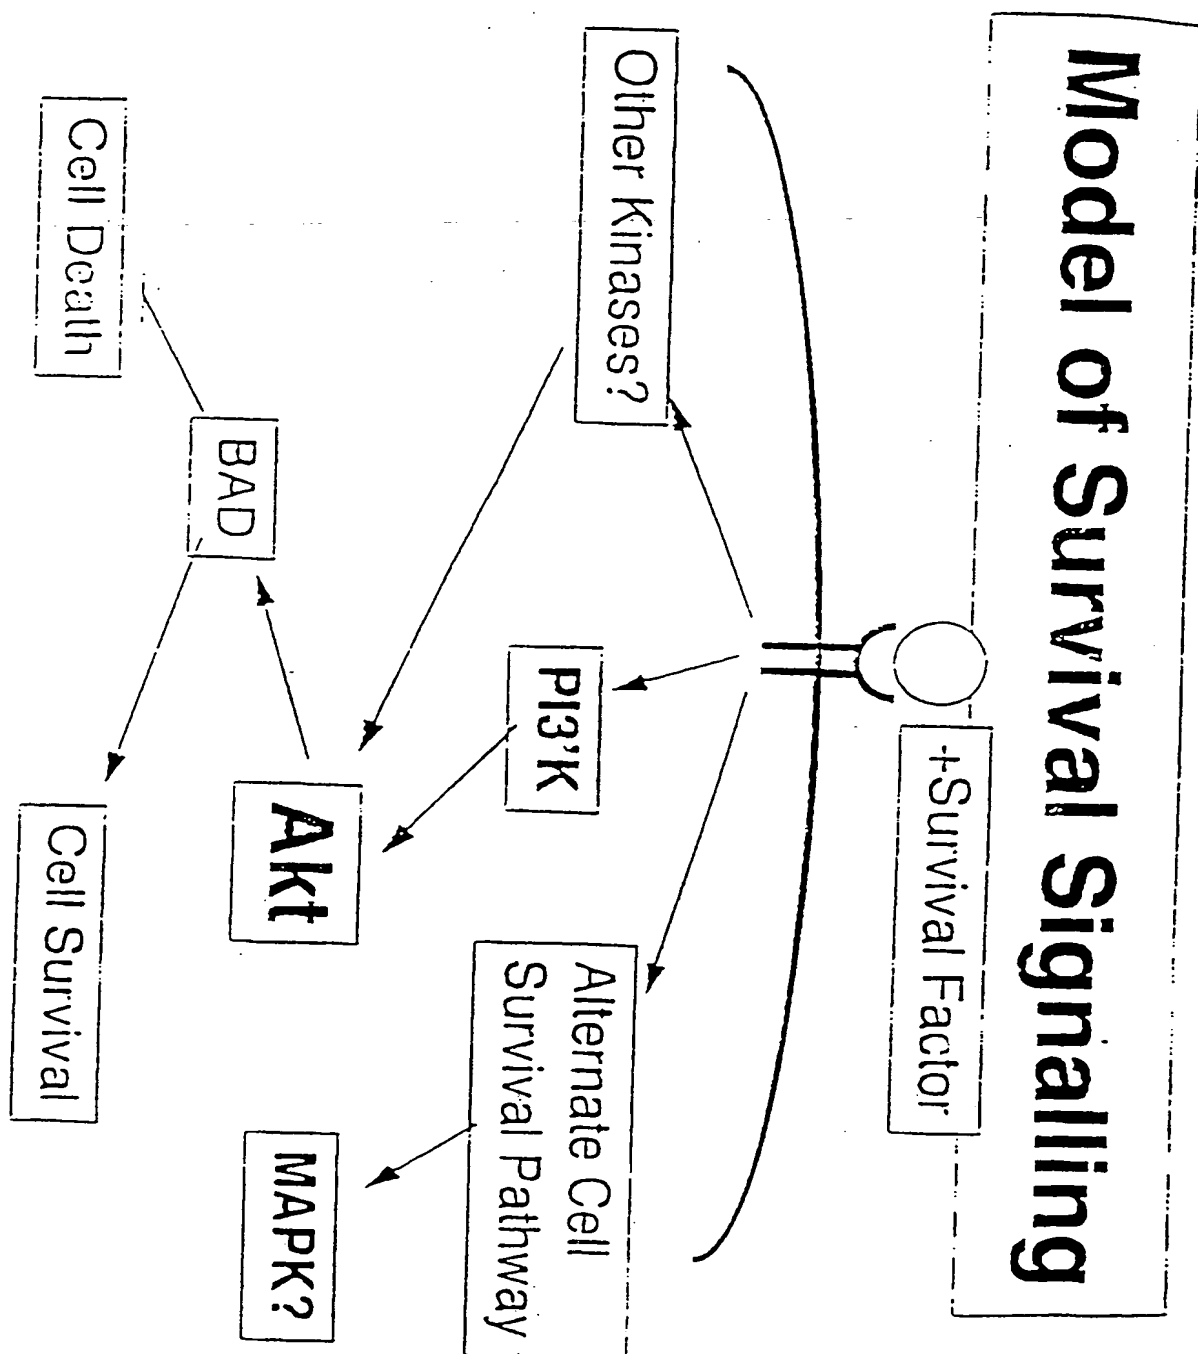 Model of Survival Signalling
+Survival Factor
Other Kinases?
PI3'K
Alternate Cell
Survival Pathway
Akt
MAPK?
BAD
Cell Death
Cell Survival